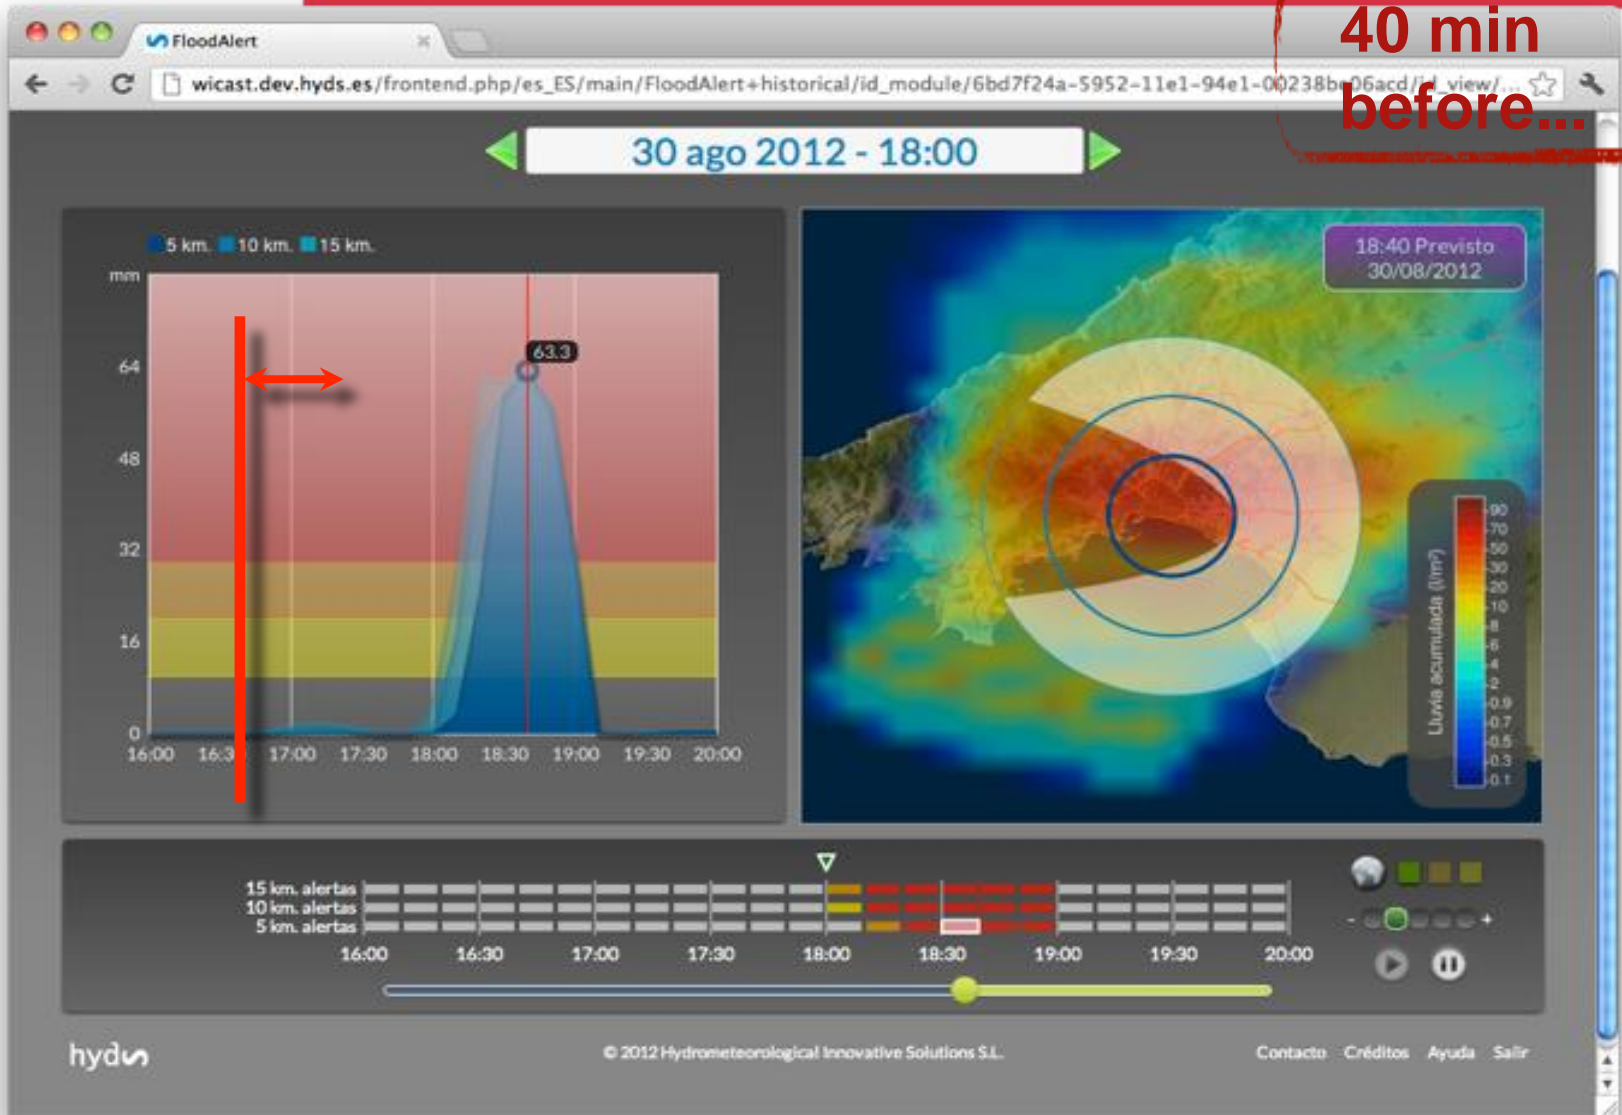 40 min
before...
FloodAlert
wicast.dev.hyds.es/frontend.php/es_ES/main/FloodAlert+historical/id_module/6bd7f24a-5952-11e1-94e1-00238be06acd/id_view/...
30 ago 2012 - 18:00
5 km. 10 km. 15 km.
mm
64
48
32
16
0
63.3
16:00 16:3 17:00 17:30 18:00 18:30 19:00 19:30 20:00
18:40 Previsto
30/08/2012
Lluvia acumulada (l/m²)
90
70
50
30
20
10
8
6
4
2
0.9
0.7
0.5
0.3
0.1
15 km. alertas
10 km. alertas
5 km. alertas
16:00 16:30 17:00 17:30 18:00 18:30 19:00 19:30 20:00
- +
hyds
© 2012 Hydrometeorological Innovative Solutions S.L.
Contacto Créditos Ayuda Salir